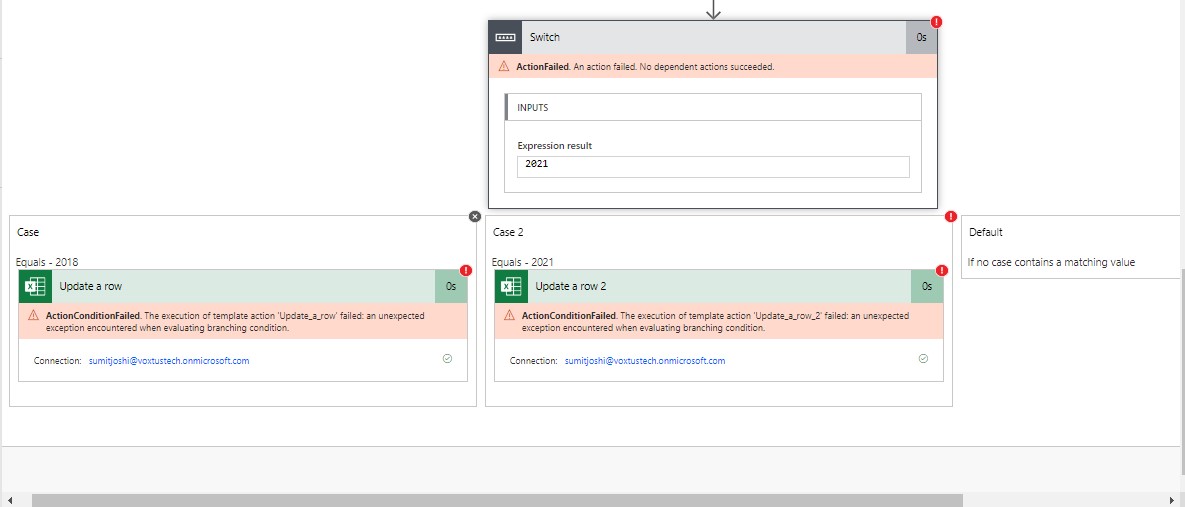 Switch
0s
ActionFailed. An action failed. No dependent actions succeeded.
INPUTS
Expression result
2021
Case
Equals - 2018
Update a row
0s
ActionConditionFailed. The execution of template action 'Update_a_row' failed: an unexpected
exception encountered when evaluating branching condition.
Connection: sumitjoshi@voxtustech.onmicrosoft.com
Case 2
Equals - 2021
Update a row 2
0s
ActionConditionFailed. The execution of template action 'Update_a_row_2' failed: an unexpected
exception encountered when evaluating branching condition.
Connection: sumitjoshi@voxtustech.onmicrosoft.com
Default
If no case contains a matching value